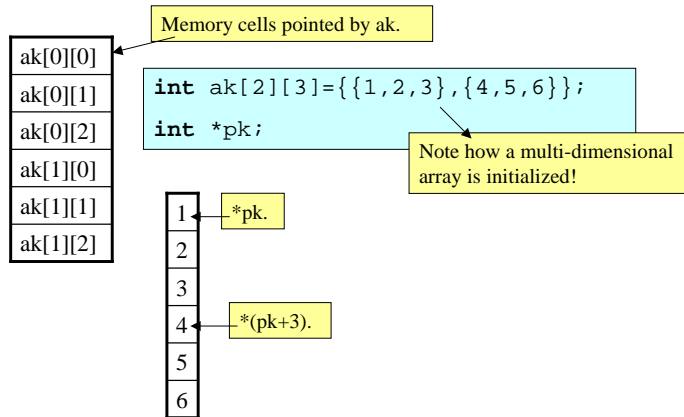 Memory cells pointed by ak.
ak[0][0]
ak[0][1]
ak[0][2]
ak[1][0]
ak[1][1]
ak[1][2]
int ak[2][3]={{1,2,3},{4,5,6}};
int *pk;
Note how a multi-dimensional
array is initialized!
1
*pk.
2
3
4
*(pk+3).
5
6